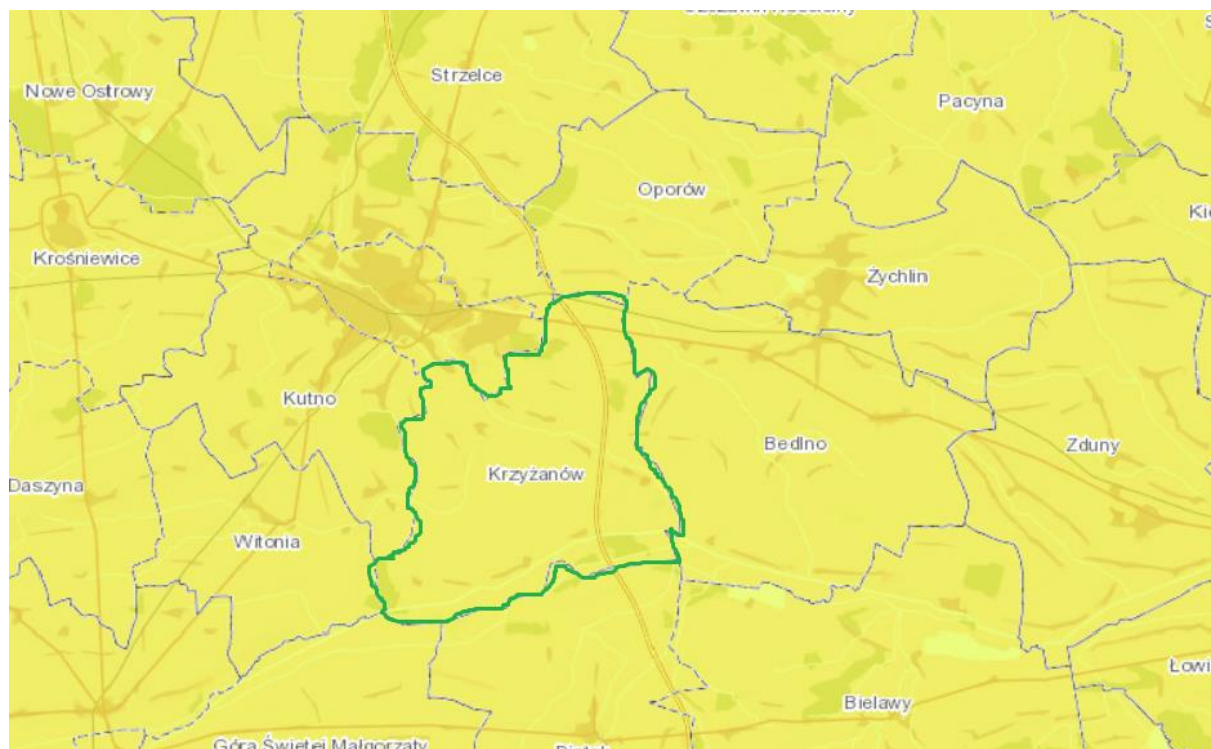 Strzelce
Nowe Ostrowy
Pacyna
Oporów
Krośniewice
Żychlin
Kutno
Bedlno
Zduny
Krzyżanów
Daszyna
Witonia
Bielawy
Góra Świętej Małgorzaty